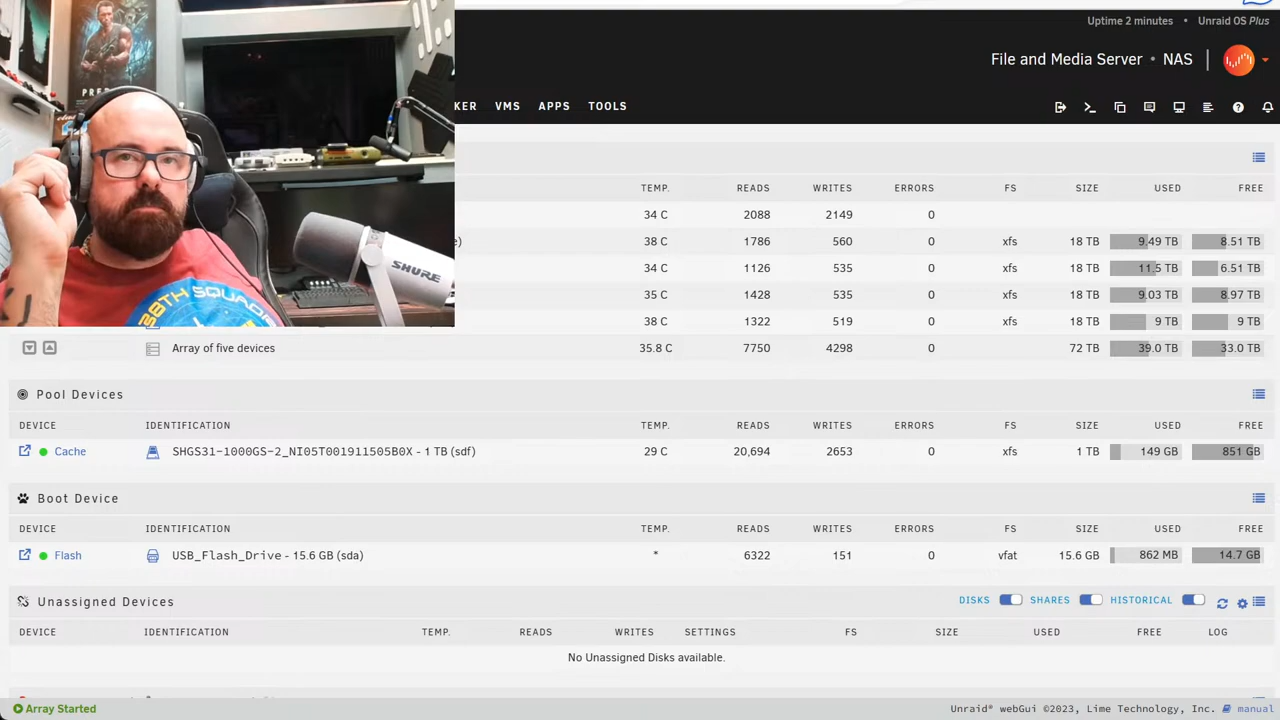 Uptime 2 minutes • Unraid OS Plus
File and Media Server • NAS
KER VMS APPS TOOLS
TEMP. READS WRITES ERRORS FS SIZE USED FREE
34 C 2088 2149 0
e) 38 C 1786 560 0 xfs 18 TB 9.49 TB 8.51 TB
34 C 1126 535 0 xfs 18 TB 11.5 TB 6.51 TB
35 C 1428 535 0 xfs 18 TB 9.03 TB 8.97 TB
38 C 1322 519 0 xfs 18 TB 9 TB 9 TB
Array of five devices 35.8 C 7750 4298 0 72 TB 39.0 TB 33.0 TB
Pool Devices
DEVICE IDENTIFICATION TEMP. READS WRITES ERRORS FS SIZE USED FREE
Cache SHGS31-1000GS-2_NI05T001911505B0X - 1 TB (sdf) 29 C 20,694 2653 0 xfs 1 TB 149 GB 851 GB
Boot Device
DEVICE IDENTIFICATION TEMP. READS WRITES ERRORS FS SIZE USED FREE
Flash USB_Flash_Drive - 15.6 GB (sda) * 6322 151 0 vfat 15.6 GB 862 MB 14.7 GB
Unassigned Devices DISKS SHARES HISTORICAL
DEVICE IDENTIFICATION TEMP. READS WRITES SETTINGS FS SIZE USED FREE LOG
No Unassigned Disks available.
Array Started Unraid® webGui ©2023, Lime Technology, Inc. manual
SHURE
28TH SQUAD